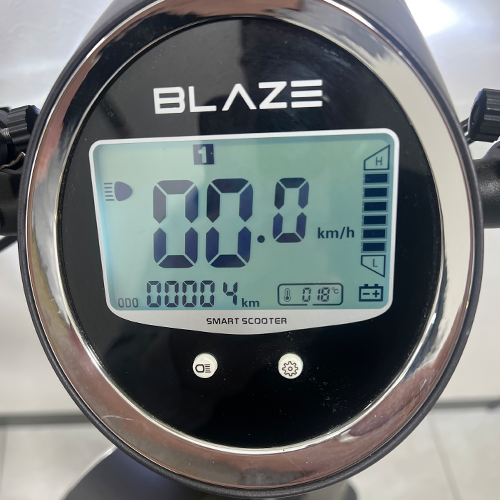 BLAZE
1
H
00.0 km/h
L
ODO 00004 km 018°C
SMART SCOOTER